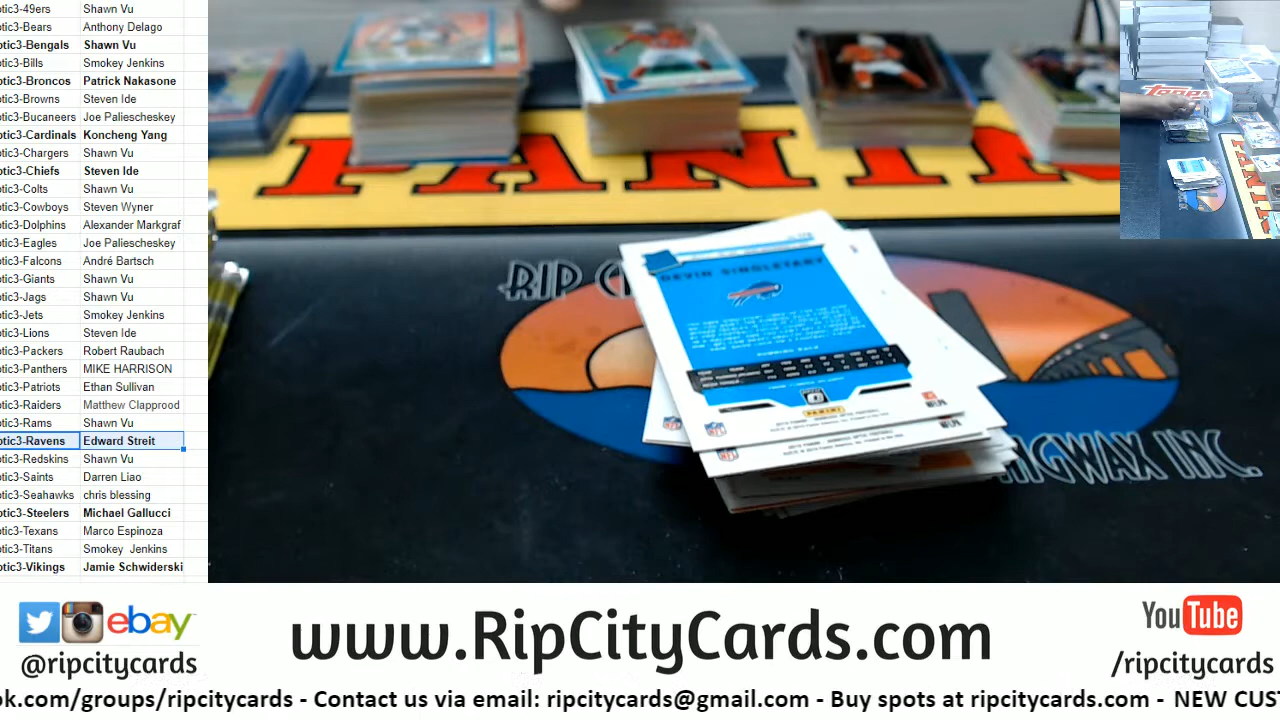 otic3-49ers Shawn Vu
otic3-Bears Anthony Delago
otic3-Bengals Shawn Vu
otic3-Bills Smokey Jenkins
otic3-Broncos Patrick Nakasone
otic3-Browns Steven Ide
otic3-Bucaneers Joe Paliescheskey
otic3-Cardinals Koncheng Yang
otic3-Chargers Shawn Vu
otic3-Chiefs Steven Ide
otic3-Colts Shawn Vu
otic3-Cowboys Steven Wyner
otic3-Dolphins Alexander Markgraf
otic3-Eagles Joe Paliescheskey
otic3-Falcons André Bartsch
otic3-Giants Shawn Vu
otic3-Jags Shawn Vu
otic3-Jets Smokey Jenkins
otic3-Lions Steven Ide
otic3-Packers Robert Raubach
otic3-Panthers MIKE HARRISON
otic3-Patriots Ethan Sullivan
otic3-Raiders Matthew Clapprood
otic3-Rams Shawn Vu
otic3-Ravens Edward Streit
otic3-Redskins Shawn Vu
otic3-Saints Darren Liao
otic3-Seahawks chris blessing
otic3-Steelers Michael Gallucci
otic3-Texans Marco Espinoza
otic3-Titans Smokey Jenkins
otic3-Vikings Jamie Schwiderski
PANIN
Topps
RIP CI
DEVIN SINGLETARY
PANINI
NFL
NFL
IGWAX INC.
ebay
@ripcitycards
www.RipCityCards.com
YouTube
/ripcitycards
ok.com/groups/ripcitycards - Contact us via email: ripcitycards@gmail.com - Buy spots at ripcitycards.com - NEW CUST